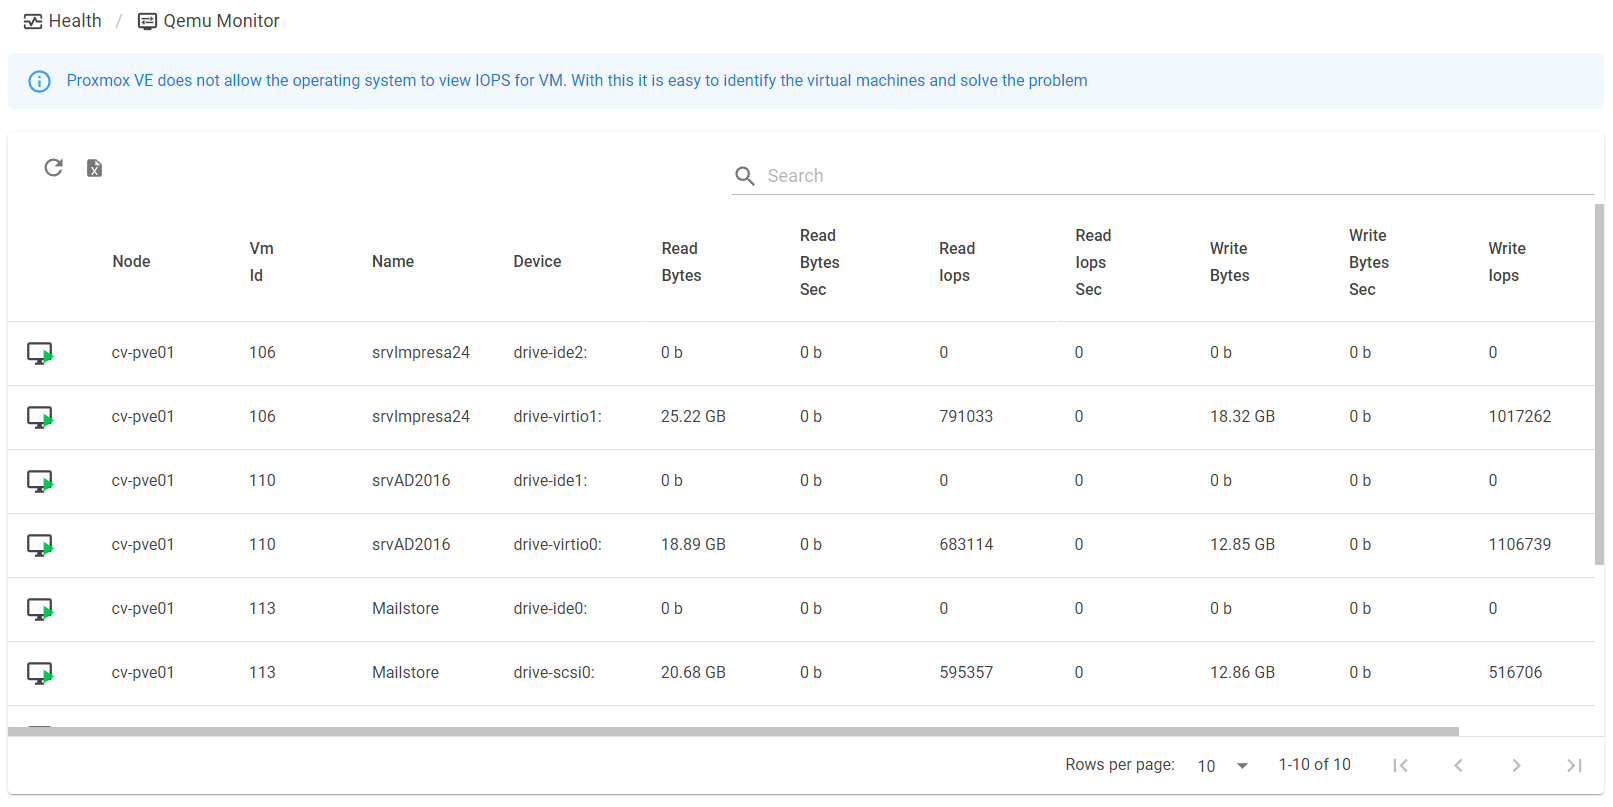 Health / Qemu Monitor
Proxmox VE does not allow the operating system to view IOPS for VM. With this it is easy to identify the virtual machines and solve the problem
Search
Node Vm Id Name Device Read Bytes Read Bytes Sec Read Iops Read Iops Sec Write Bytes Write Bytes Sec Write Iops
cv-pve01 106 srvImpresa24 drive-ide2: 0 b 0 b 0 0 0 b 0 b 0
cv-pve01 106 srvImpresa24 drive-virtio1: 25.22 GB 0 b 791033 0 18.32 GB 0 b 1017262
cv-pve01 110 srvAD2016 drive-ide1: 0 b 0 b 0 0 0 b 0 b 0
cv-pve01 110 srvAD2016 drive-virtio0: 18.89 GB 0 b 683114 0 12.85 GB 0 b 1106739
cv-pve01 113 Mailstore drive-ide0: 0 b 0 b 0 0 0 b 0 b 0
cv-pve01 113 Mailstore drive-scsi0: 20.68 GB 0 b 595357 0 12.86 GB 0 b 516706
Rows per page: 10 1-10 of 10